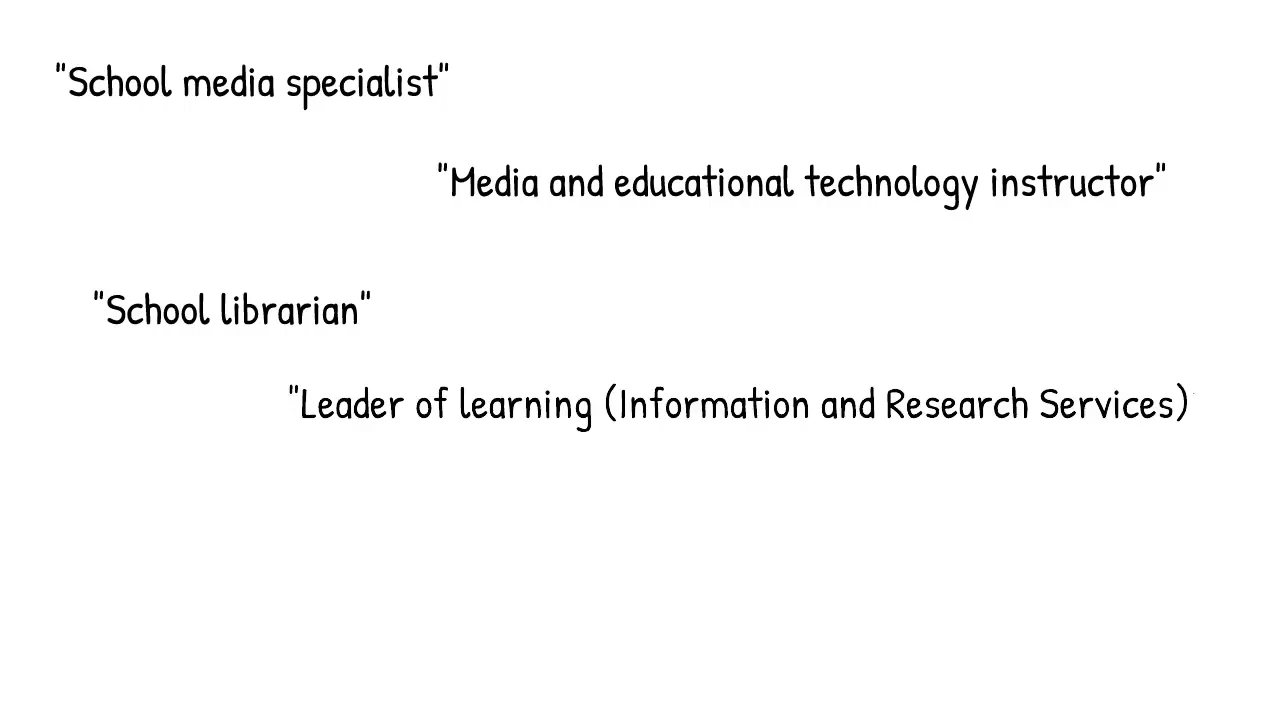 "School media specialist"
"Media and educational technology instructor"
"School librarian"
"Leader of learning (Information and Research Services)